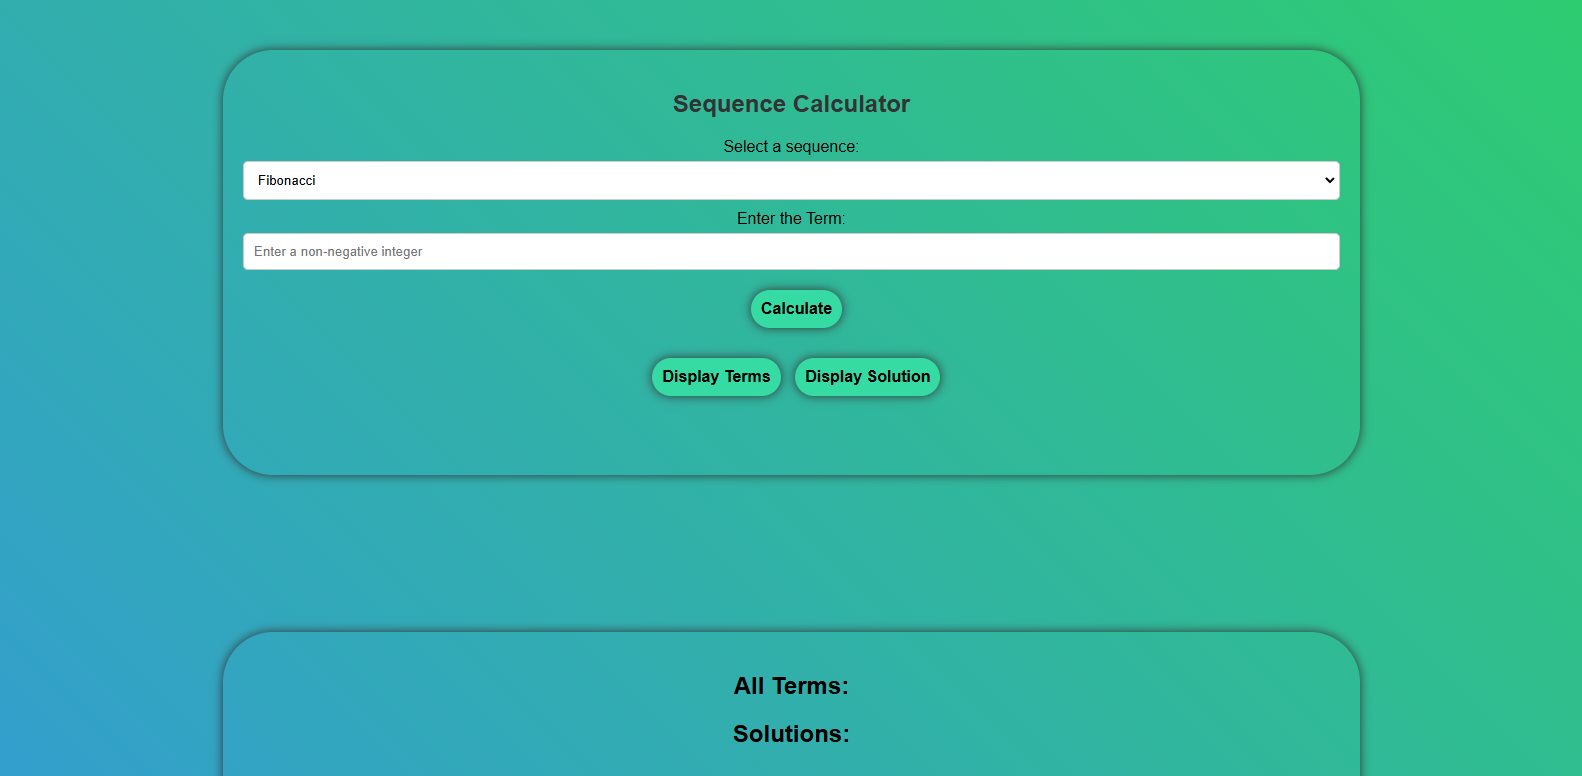 Sequence Calculator
Select a sequence:
Fibonacci
Enter the Term:
Enter a non-negative integer
Calculate
Display Terms Display Solution
All Terms:
Solutions: